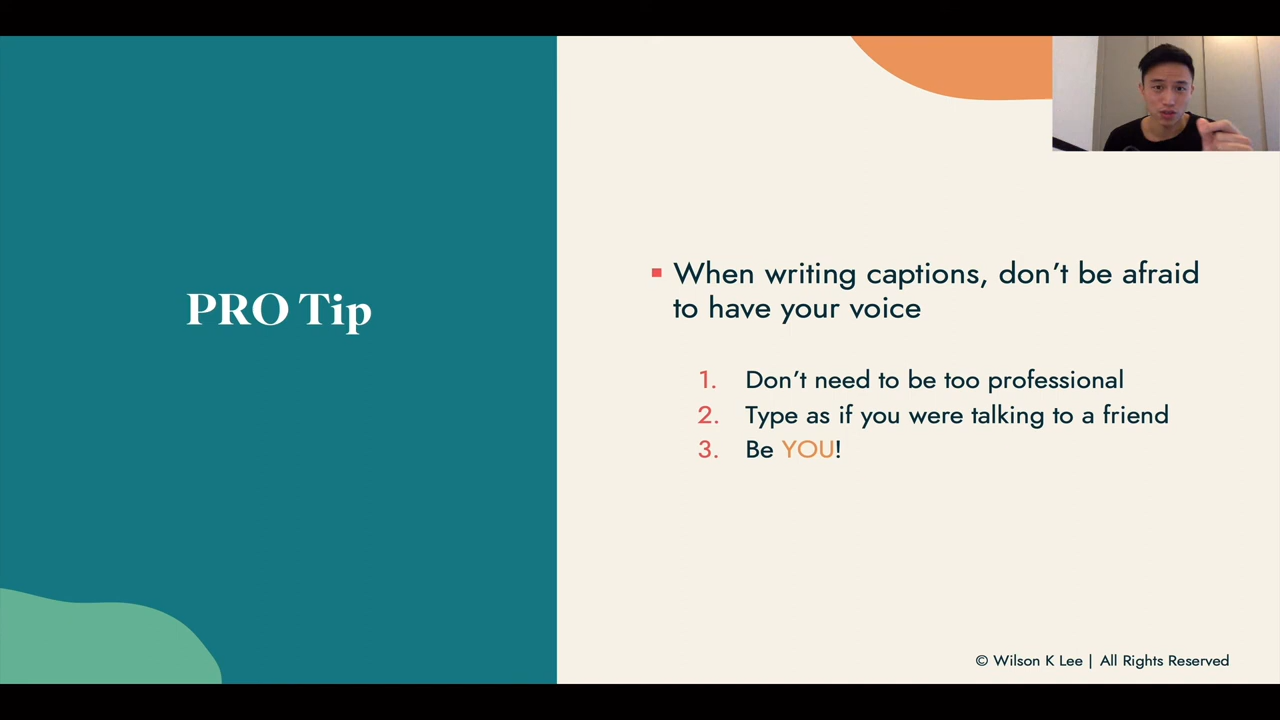 PRO Tip
When writing captions, don't be afraid
to have your voice
1. Don't need to be too professional
2. Type as if you were talking to a friend
3. Be YOU!
© Wilson K Lee | All Rights Reserved